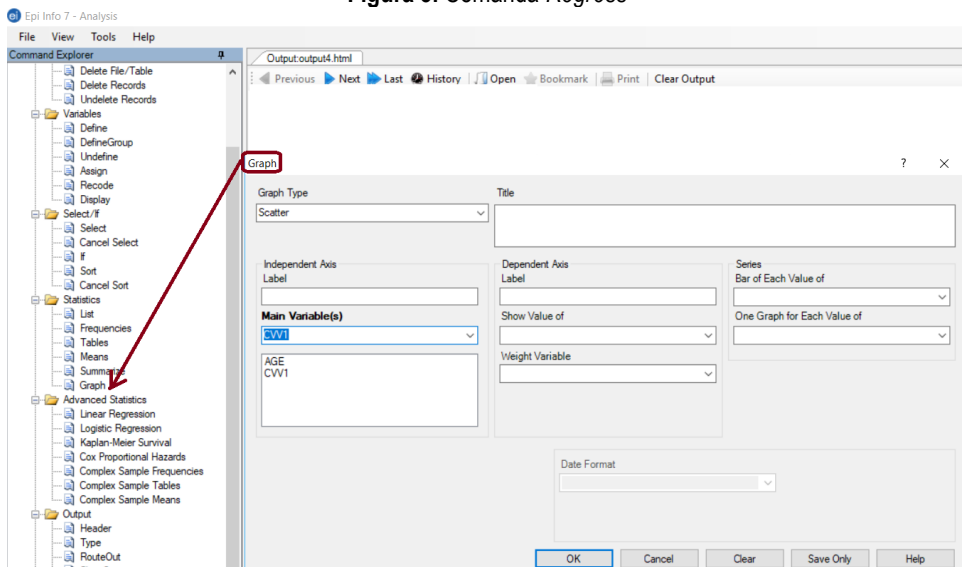 Figura 3. Comanda Regress
Epi Info 7 - Analysis
File View Tools Help
Command Explorer
Delete File/Table
Delete Records
Undelete Records
Variables
Define
DefineGroup
Undefine
Assign
Recode
Display
Select/If
Select
Cancel Select
If
Sort
Cancel Sort
Statistics
List
Frequencies
Tables
Means
Summarize
Graph
Advanced Statistics
Linear Regression
Logistic Regression
Kaplan-Meier Survival
Cox Proportional Hazards
Complex Sample Frequencies
Complex Sample Tables
Complex Sample Means
Output
Header
Type
RouteOut
Output:output4.html
Previous Next Last History Open Bookmark Print Clear Output
Graph ? ×
Graph Type
Scatter
Title
Independent Axis
Label
Main Variable(s)
CVV1
AGE
CVV1
Dependent Axis
Label
Show Value of
Weight Variable
Series
Bar of Each Value of
One Graph for Each Value of
Date Format
OK Cancel Clear Save Only Help